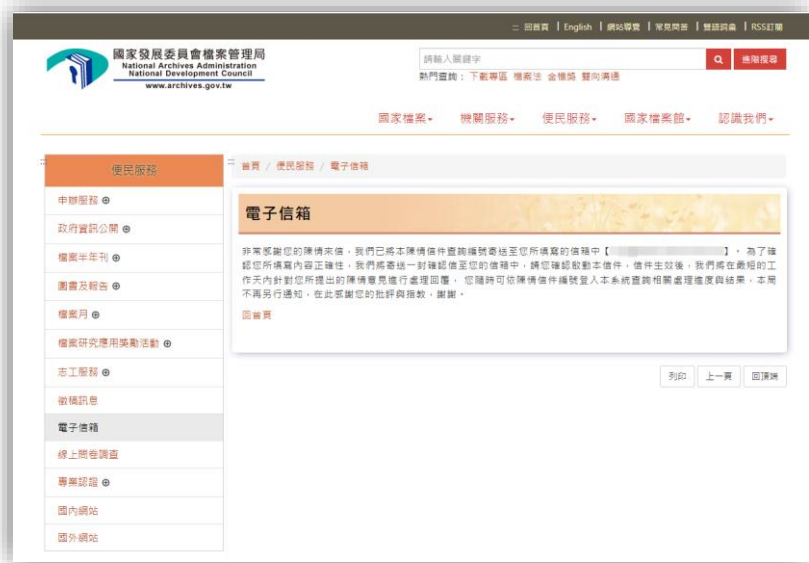 ::: 回首頁 | English | 網站導覽 | 常見問答 | 雙語詞彙 | RSS訂閱
國家發展委員會檔案管理局
National Archives Administration
National Development Council
www.archives.gov.tw
請輸入關鍵字
進階搜尋
熱門查詢： 下載專區 檔案法 金檔獎 雙向溝通
國家檔案 機關服務 便民服務 國家檔案館 認識我們
:::
便民服務
申辦服務
政府資訊公開
檔案半年刊
圖書及報告
檔案月
檔案研究應用獎勵活動
志工服務
徵稿訊息
電子信箱
線上問卷調查
專業認證
國內網站
國外網站
::: 首頁 / 便民服務 / 電子信箱
電子信箱
非常感謝您的陳情來信，我們已將本陳情信件查詢編號寄送至您所填寫的信箱中【 】。為了確
認您所填寫內容正確性，我們將寄送一封確認信至您的信箱中，請您確認啟動本信件，信件生效後，我們將在最短的工
作天內針對您所提出的陳情意見進行處理回覆， 您隨時可依陳情信件編號登入本系統查詢相關處理進度與結果，本局
不再另行通知，在此感謝您的批評與指教，謝謝。
回首頁
列印 上一頁 回頂端